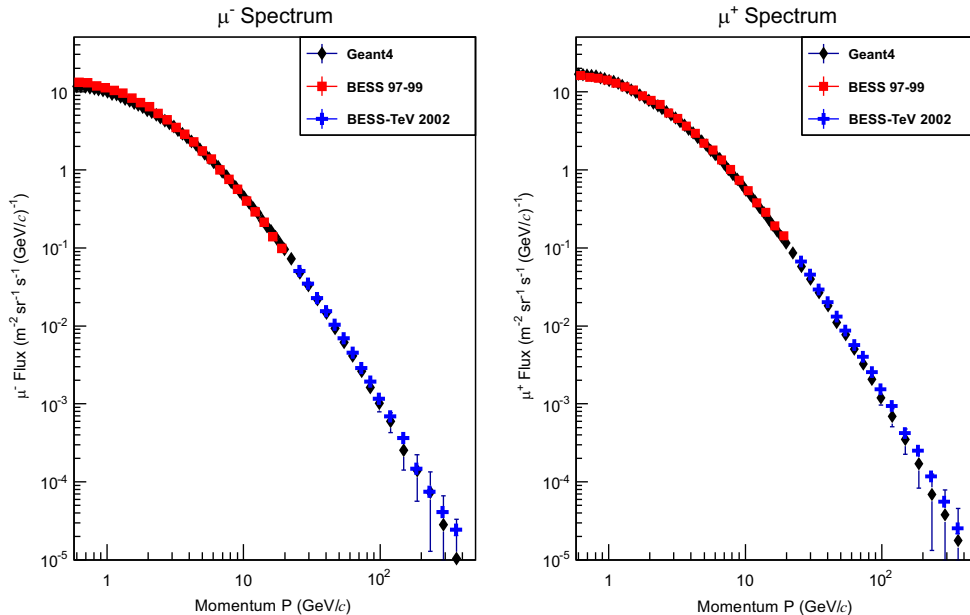 μ⁻ Spectrum
Geant4
BESS 97-99
BESS-TeV 2002
μ⁻ Flux (m⁻² sr⁻¹ s⁻¹ (GeV/c)⁻¹)
10
1
10⁻¹
10⁻²
10⁻³
10⁻⁴
10⁻⁵
1
10
10²
Momentum P (GeV/c)
μ⁺ Spectrum
Geant4
BESS 97-99
BESS-TeV 2002
μ⁺ Flux (m⁻² sr⁻¹ s⁻¹ (GeV/c)⁻¹)
10
1
10⁻¹
10⁻²
10⁻³
10⁻⁴
10⁻⁵
1
10
10²
Momentum P (GeV/c)